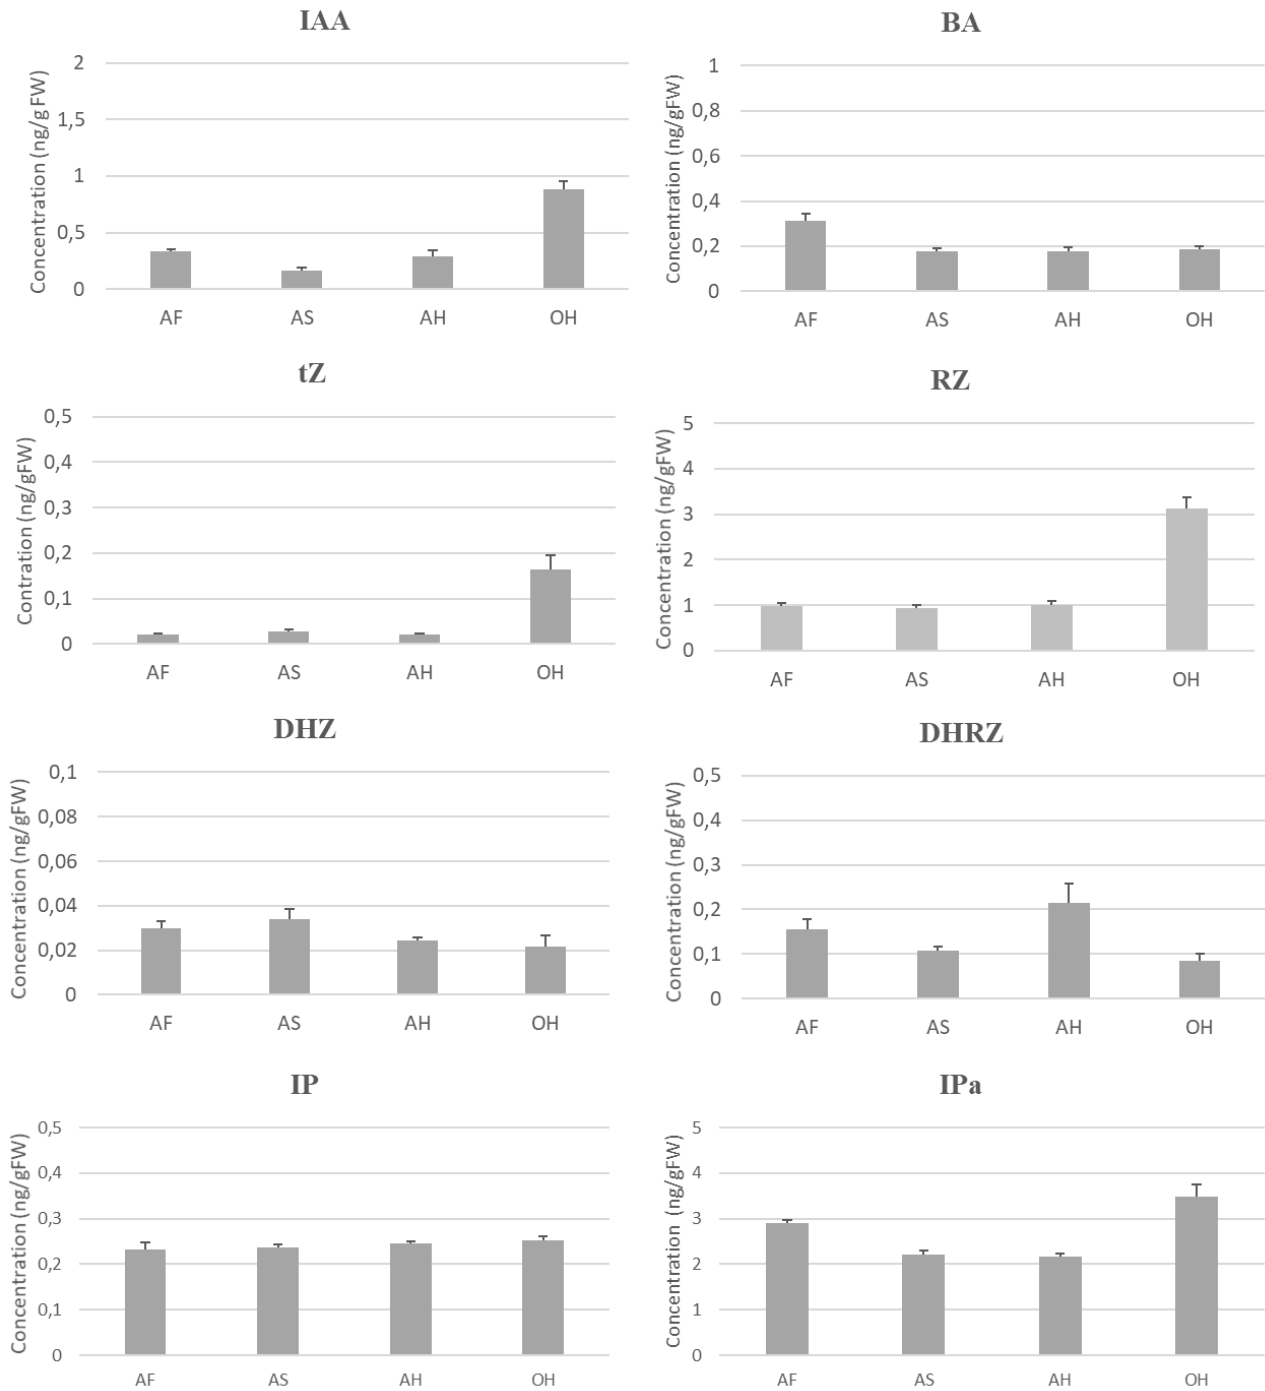 IAA
Concentration (ng/g FW)
2
1,5
1
0,5
0
AF AS AH OH
BA
Concentration (ng/gFW)
1
0,8
0,6
0,4
0,2
0
AF AS AH OH
tZ
Contration (ng/gFW)
0,5
0,4
0,3
0,2
0,1
0
AF AS AH OH
RZ
Concentration (ng/gFW)
5
4
3
2
1
0
AF AS AH OH
DHZ
Concentration (ng/gFW)
0,1
0,08
0,06
0,04
0,02
0
AF AS AH OH
DHRZ
Concentration (ng/gFW)
0,5
0,4
0,3
0,2
0,1
0
AF AS AH OH
IP
Concentration (ng/gFW)
0,5
0,4
0,3
0,2
0,1
0
AF AS AH OH
IPa
Concentration (ng/gFW)
5
4
3
2
1
0
AF AS AH OH